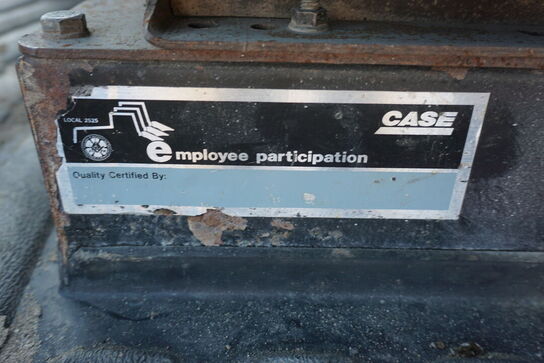 LOCAL 2525
CASE
employee participation
Quality Certified By: